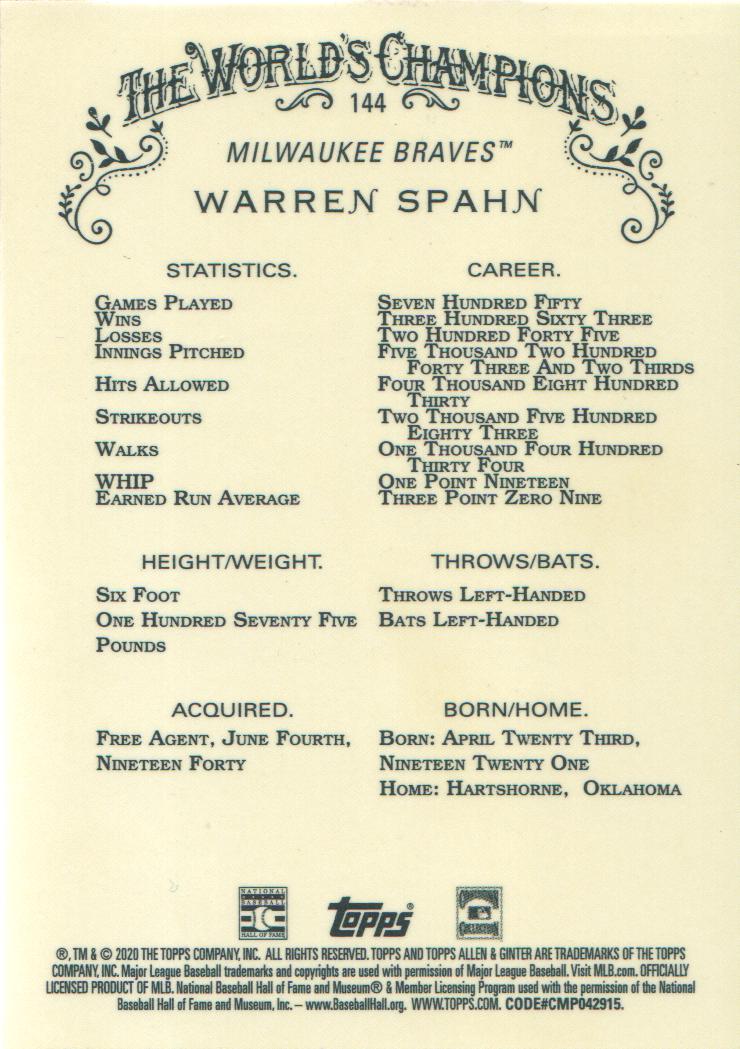 THE WORLD'S CHAMPIONS
144
MILWAUKEE BRAVES™
WARREN SPAHN
STATISTICS. CAREER.
GAMES PLAYED SEVEN HUNDRED FIFTY
WINS THREE HUNDRED SIXTY THREE
LOSSES TWO HUNDRED FORTY FIVE
INNINGS PITCHED FIVE THOUSAND TWO HUNDRED
FORTY THREE AND TWO THIRDS
HITS ALLOWED FOUR THOUSAND EIGHT HUNDRED
THIRTY
STRIKEOUTS TWO THOUSAND FIVE HUNDRED
EIGHTY THREE
WALKS ONE THOUSAND FOUR HUNDRED
THIRTY FOUR
WHIP ONE POINT NINETEEN
EARNED RUN AVERAGE THREE POINT ZERO NINE
HEIGHT/WEIGHT. THROWS/BATS.
SIX FOOT THROWS LEFT-HANDED
ONE HUNDRED SEVENTY FIVE BATS LEFT-HANDED
POUNDS
ACQUIRED. BORN/HOME.
FREE AGENT, JUNE FOURTH, BORN: APRIL TWENTY THIRD,
NINETEEN FORTY NINETEEN TWENTY ONE
HOME: HARTSHORNE, OKLAHOMA
NATIONAL
BASEBALL
HALL OF FAME
topps®
COLLECTION
®, TM & © 2020 THE TOPPS COMPANY, INC. ALL RIGHTS RESERVED. TOPPS AND TOPPS ALLEN & GINTER ARE TRADEMARKS OF THE TOPPS
COMPANY, INC. Major League Baseball trademarks and copyrights are used with permission of Major League Baseball. Visit MLB.com. OFFICIALLY
LICENSED PRODUCT OF MLB. National Baseball Hall of Fame and Museum® & Member Licensing Program used with the permission of the National
Baseball Hall of Fame and Museum, Inc. – www.BaseballHall.org. WWW.TOPPS.COM. CODE#CMP042915.